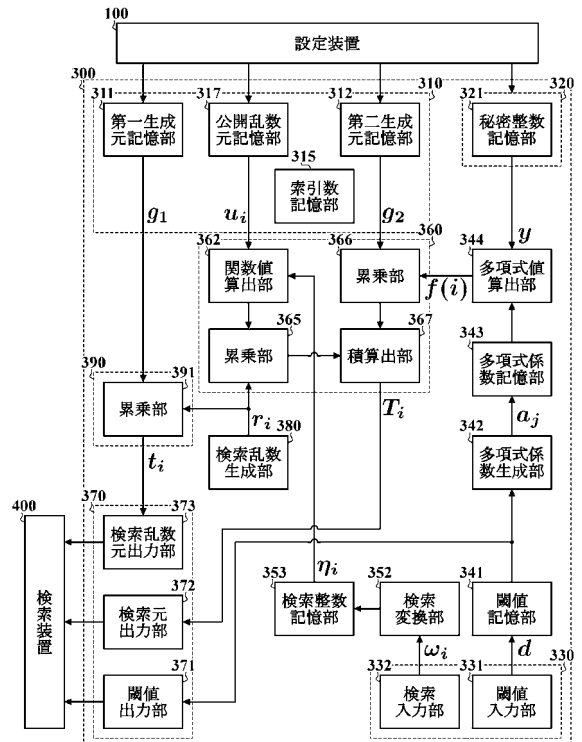 100
設定装置
300
310
320
311
317
312
321
第一生成
元記憶部
公開乱数
元記憶部
第二生成
元記憶部
秘密整数
記憶部
315
索引数
記憶部
g₁
uᵢ
g₂
y
360
362
366
344
関数値
算出部
累乗部
f(i)
多項式値
算出部
365
367
343
累乗部
積算出部
多項式係
数記憶部
390
391
累乗部
rᵢ
Tᵢ
aⱼ
380
342
検索乱数
生成部
多項式係
数生成部
tᵢ
400
370
373
検索装置
検索乱数
元出力部
372
検索元
出力部
371
閾値
出力部
ηᵢ
353
352
341
検索整数
記憶部
検索
変換部
閾値
記憶部
ωᵢ
d
330
332
331
検索
入力部
閾値
入力部